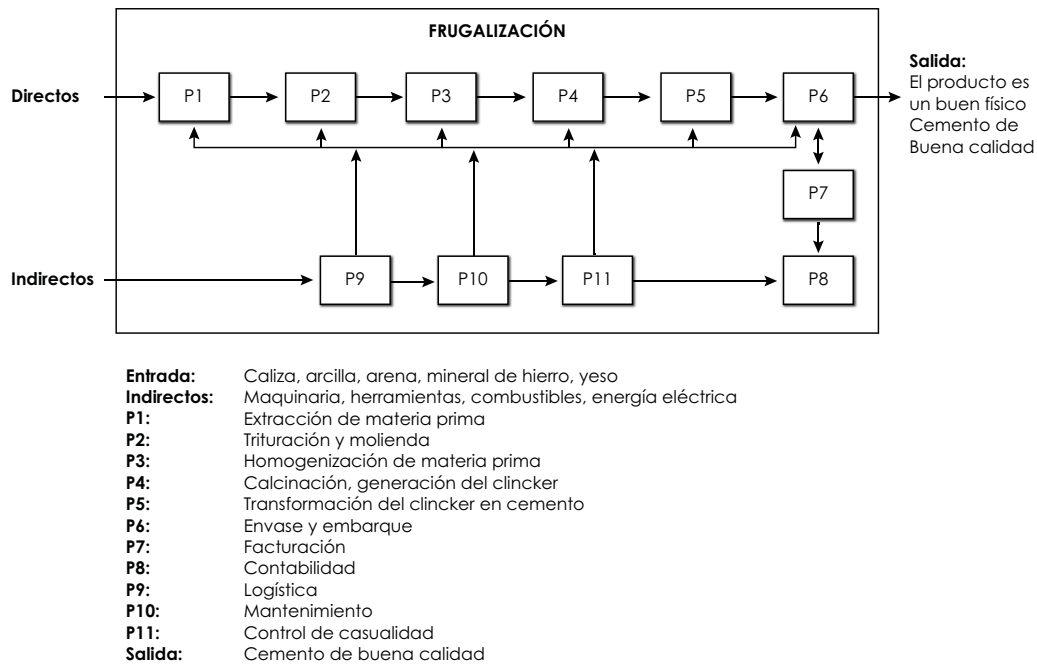 FRUGALIZACIÓN
Directos
P1
P2
P3
P4
P5
P6
Salida:
El producto es
un buen físico
Cemento de
Buena calidad
P7
Indirectos
P9
P10
P11
P8
Entrada: Caliza, arcilla, arena, mineral de hierro, yeso
Indirectos: Maquinaria, herramientas, combustibles, energía eléctrica
P1: Extracción de materia prima
P2: Trituración y molienda
P3: Homogenización de materia prima
P4: Calcinación, generación del clincker
P5: Transformación del clincker en cemento
P6: Envase y embarque
P7: Facturación
P8: Contabilidad
P9: Logística
P10: Mantenimiento
P11: Control de casualidad
Salida: Cemento de buena calidad